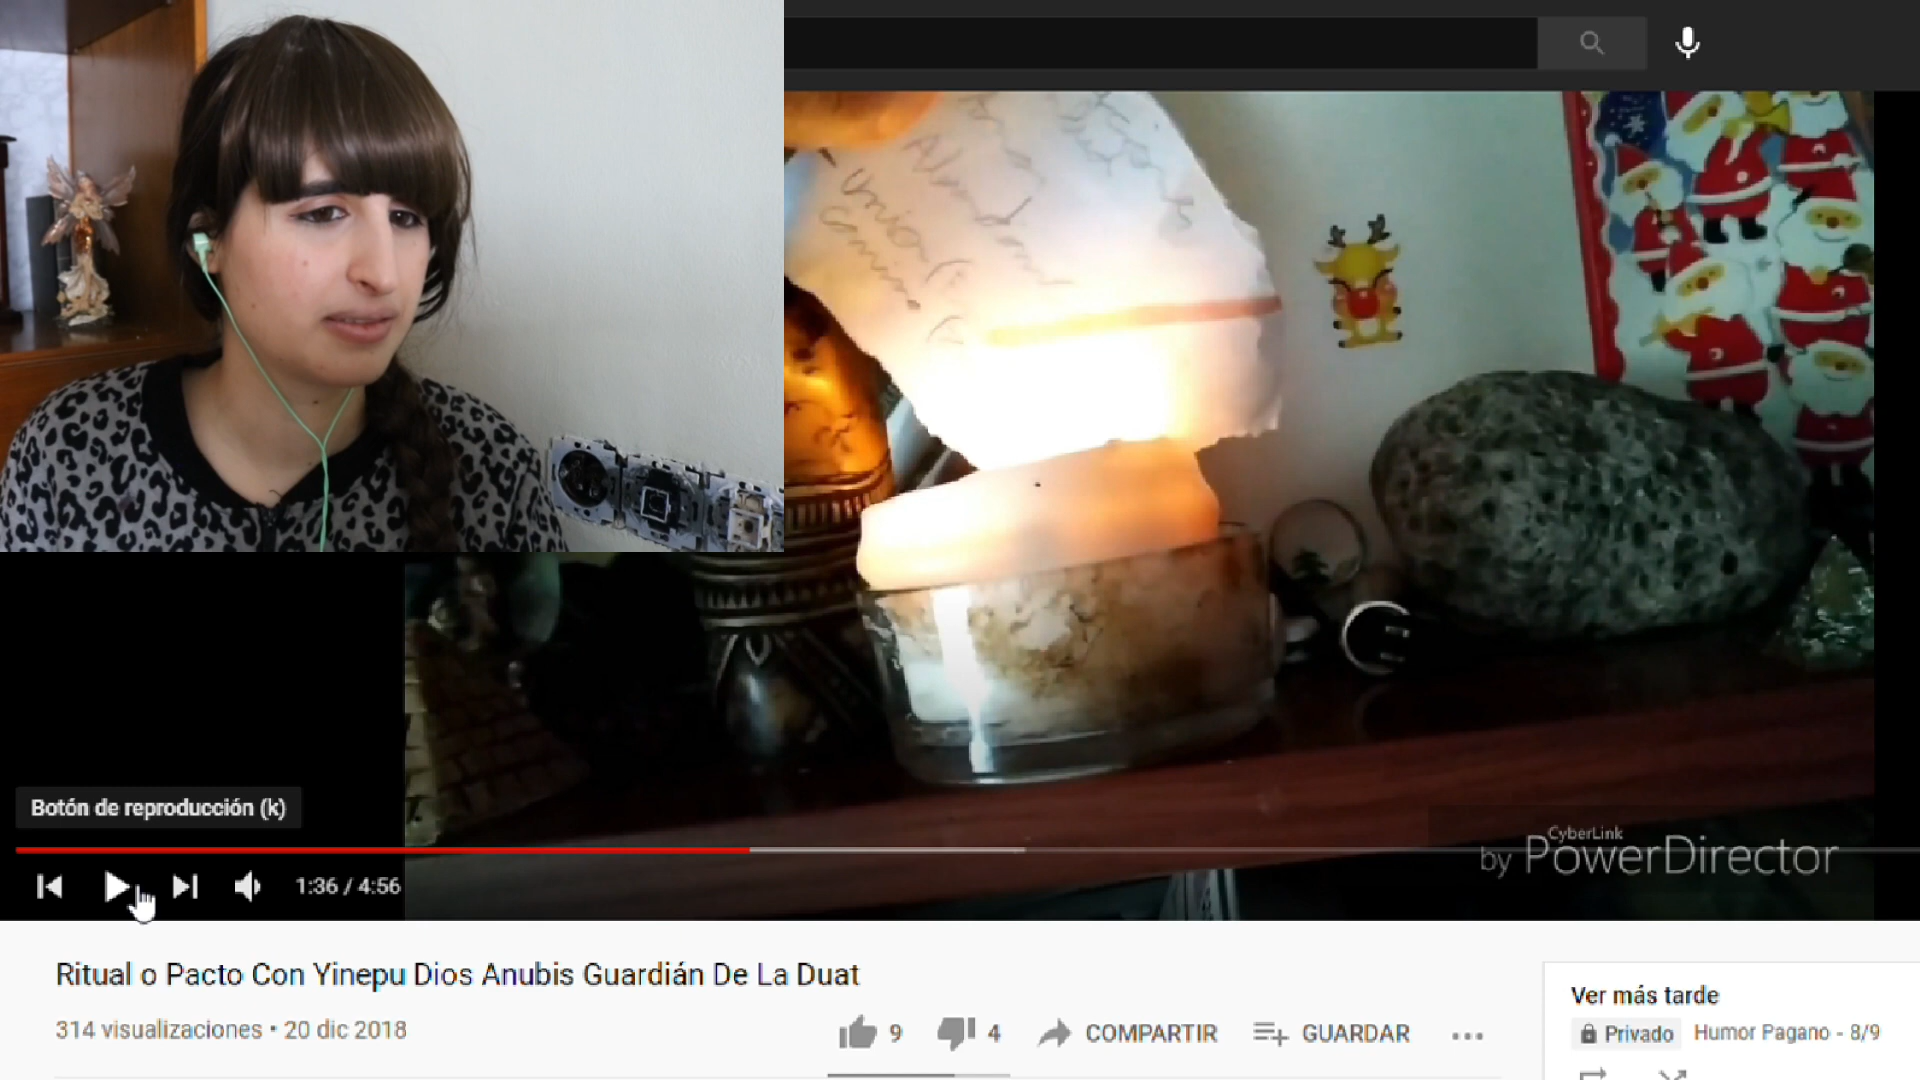 Botón de reproducción (k)
1:36 / 4:56
CyberLink
by PowerDirector
Ritual o Pacto Con Yinepu Dios Anubis Guardián De La Duat
314 visualizaciones • 20 dic 2018
9
4
COMPARTIR
GUARDAR
Ver más tarde
Privado
Humor Pagano - 8/9